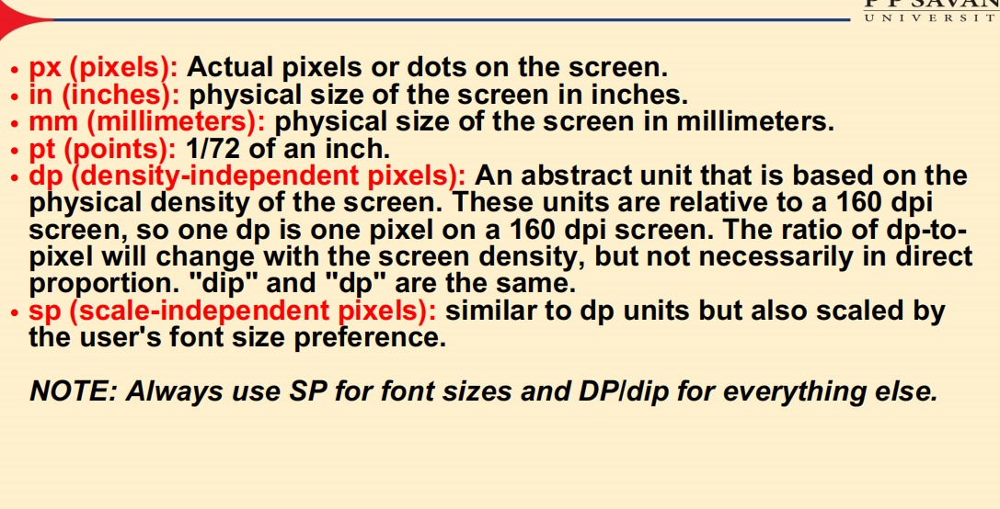 P P SAVAN
UNIVERSIT
• px (pixels): Actual pixels or dots on the screen.
• in (inches): physical size of the screen in inches.
• mm (millimeters): physical size of the screen in millimeters.
• pt (points): 1/72 of an inch.
• dp (density-independent pixels): An abstract unit that is based on the
physical density of the screen. These units are relative to a 160 dpi
screen, so one dp is one pixel on a 160 dpi screen. The ratio of dp-to-
pixel will change with the screen density, but not necessarily in direct
proportion. "dip" and "dp" are the same.
• sp (scale-independent pixels): similar to dp units but also scaled by
the user's font size preference.
NOTE: Always use SP for font sizes and DP/dip for everything else.